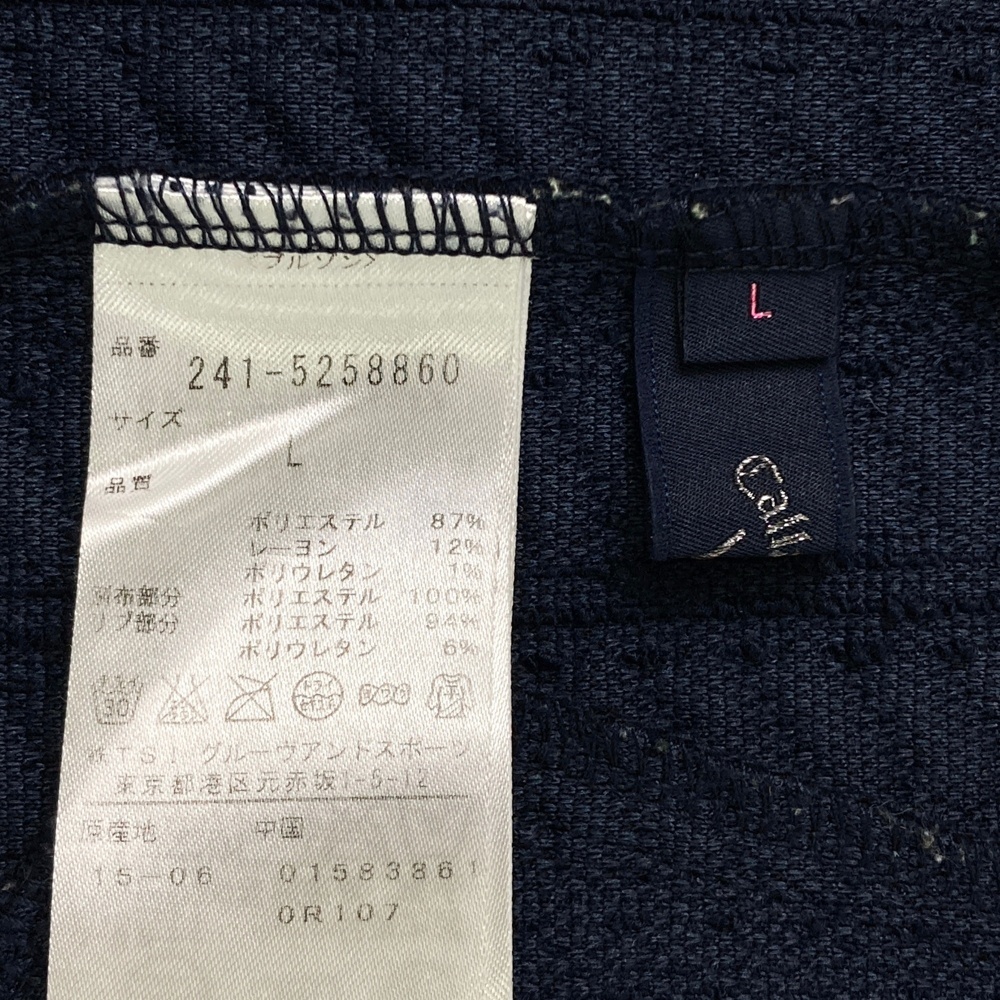 ブルゾン
品番
241-5258860
サイズ
L
品質
ポリエステル 87%
レーヨン 12%
ポリウレタン 1%
別布部分 ポリエステル 100%
リブ部分 ポリエステル 94%
ポリウレタン 6%
30
㈱TSIグルーヴアンドスポーツ
東京都港区元赤坂1-5-12
原産地 中国
15-06 01583861
0R107
L
Call